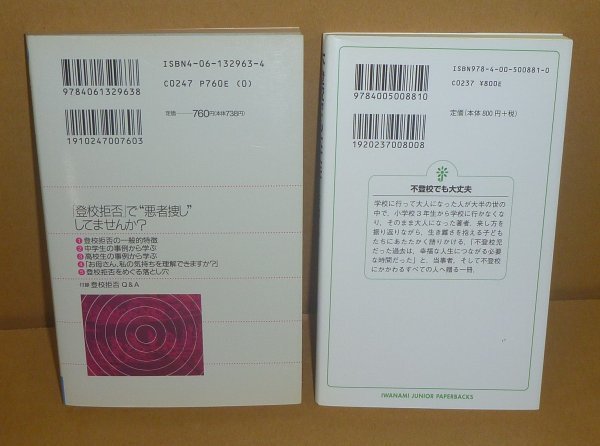 ISBN4-06-132963-4
9784061329638
C0247 P760E (0)
定価 760円(本体738円)
1910247007603
「登校拒否」で“悪者捜し”
してませんか?
1 登校拒否の一般的特徴
2 中学生の事例から学ぶ
3 高校生の事例から学ぶ
4 「お母さん、私の気持ちを理解できますか?」
5 登校拒否をめぐる落とし穴
付録 登校拒否 Q&A
ISBN978-4-00-500881-0
9784005008810
C0237 ¥800E
定価(本体 800円+税)
1920237008008
不登校でも大丈夫
学校に行って大人になった人が大半の世の
中で、小学校3年生から学校に行かなくな
り、そのまま大人になった著者。来し方を
振り返りながら、生き難さを抱える子ども
たちにあたたかく語りかける。「不登校児
だった過去は、幸福な人生につながる必要
な時間だった」と、当事者、そして不登校
にかかわるすべての人へ贈る一冊。
IWANAMI JUNIOR PAPERBACKS